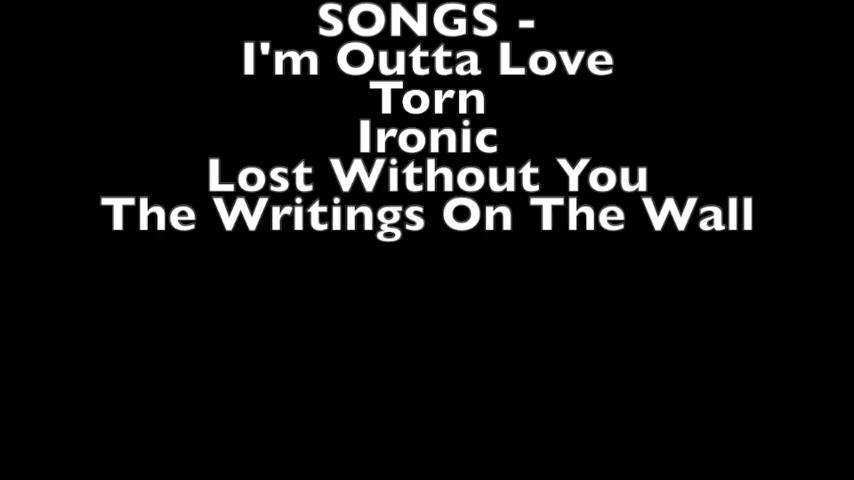 SONGS -
I'm Outta Love
Torn
Ironic
Lost Without You
The Writings On The Wall